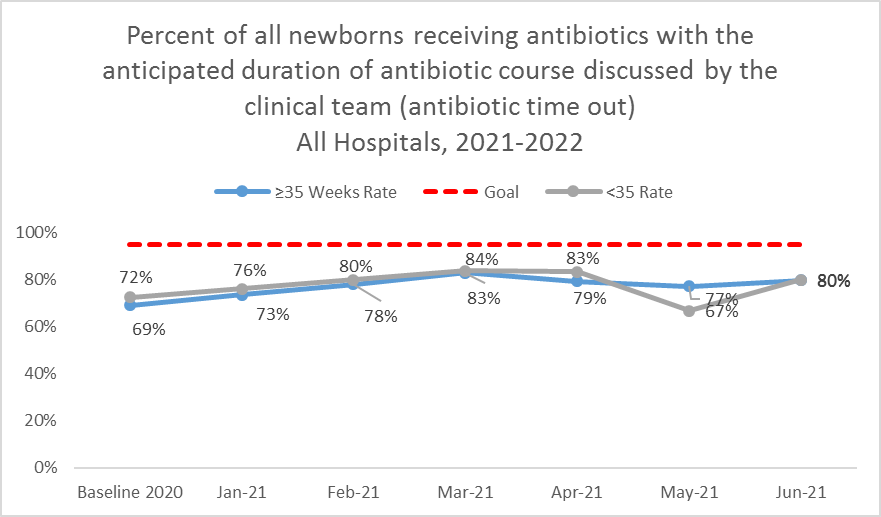 Percent of all newborns receiving antibiotics with the
anticipated duration of antibiotic course discussed by the
clinical team (antibiotic time out)
All Hospitals, 2021-2022
≥35 Weeks Rate Goal <35 Rate
100%
80%
60%
40%
20%
0%
72% 76% 80% 84% 83%
69% 73% 78% 83% 79% 77% 67% 80%
Baseline 2020 Jan-21 Feb-21 Mar-21 Apr-21 May-21 Jun-21